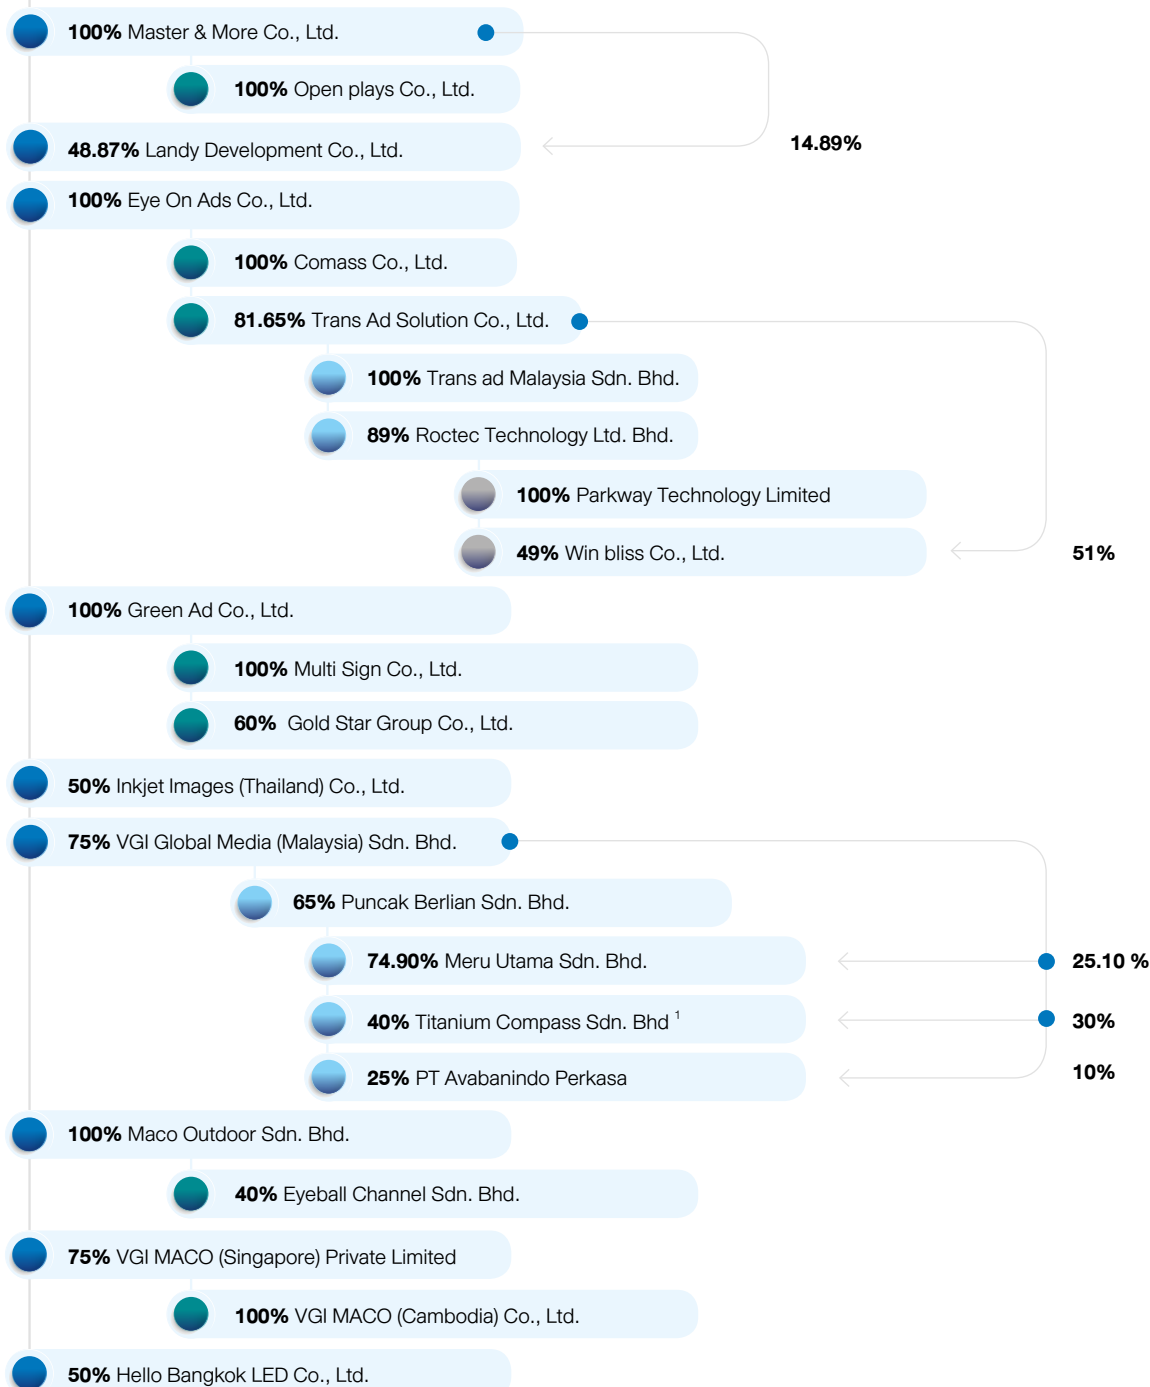 100% Master & More Co., Ltd.
100% Open plays Co., Ltd.
14.89%
48.87% Landy Development Co., Ltd.
100% Eye On Ads Co., Ltd.
100% Comass Co., Ltd.
81.65% Trans Ad Solution Co., Ltd.
100% Trans ad Malaysia Sdn. Bhd.
89% Roctec Technology Ltd. Bhd.
100% Parkway Technology Limited
49% Win bliss Co., Ltd.
51%
100% Green Ad Co., Ltd.
100% Multi Sign Co., Ltd.
60% Gold Star Group Co., Ltd.
50% Inkjet Images (Thailand) Co., Ltd.
75% VGI Global Media (Malaysia) Sdn. Bhd.
65% Puncak Berlian Sdn. Bhd.
74.90% Meru Utama Sdn. Bhd.
25.10 %
40% Titanium Compass Sdn. Bhd 1
30%
25% PT Avabanindo Perkasa
10%
100% Maco Outdoor Sdn. Bhd.
40% Eyeball Channel Sdn. Bhd.
75% VGI MACO (Singapore) Private Limited
100% VGI MACO (Cambodia) Co., Ltd.
50% Hello Bangkok LED Co., Ltd.